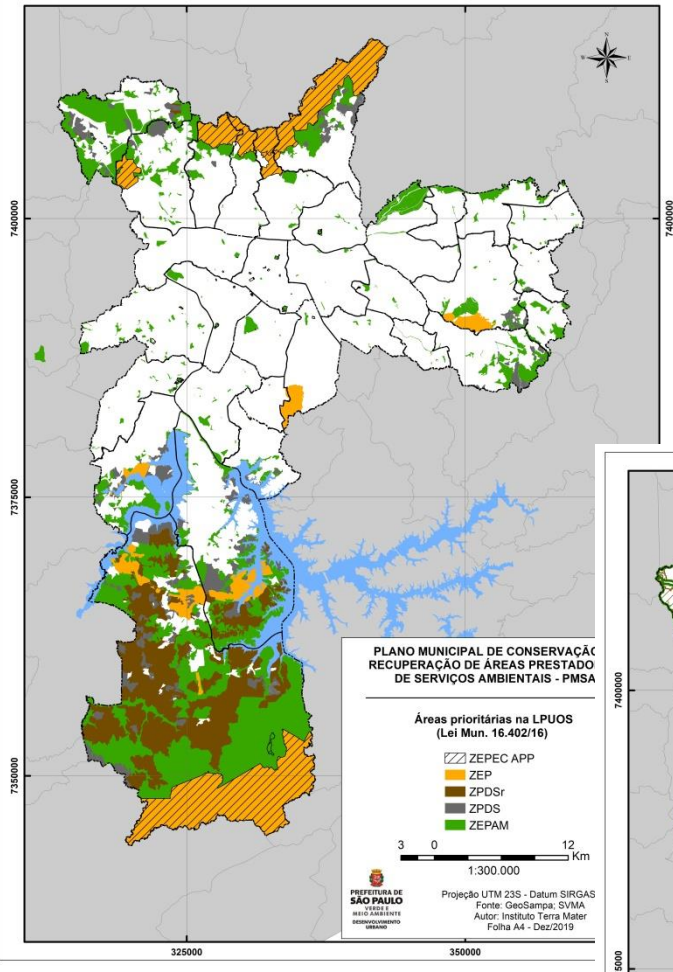 N
W E
S
7400000
7400000
7375000
7350000
325000
350000
PLANO MUNICIPAL DE CONSERVAÇÃO
RECUPERAÇÃO DE ÁREAS PRESTADO
DE SERVIÇOS AMBIENTAIS - PMSA
Áreas prioritárias na LPUOS
(Lei Mun. 16.402/16)
ZEPEC APP
ZEP
ZPDSr
ZPDS
ZEPAM
3 0 12
Km
1:300.000
PREFEITURA DE
SÃO PAULO
VERDE E
MEIO AMBIENTE
DESENVOLVIMENTO
URBANO
Projeção UTM 23S - Datum SIRGAS
Fonte: GeoSampa; SVMA
Autor: Instituto Terra Mater
Folha A4 - Dez/2019
7400000
5000